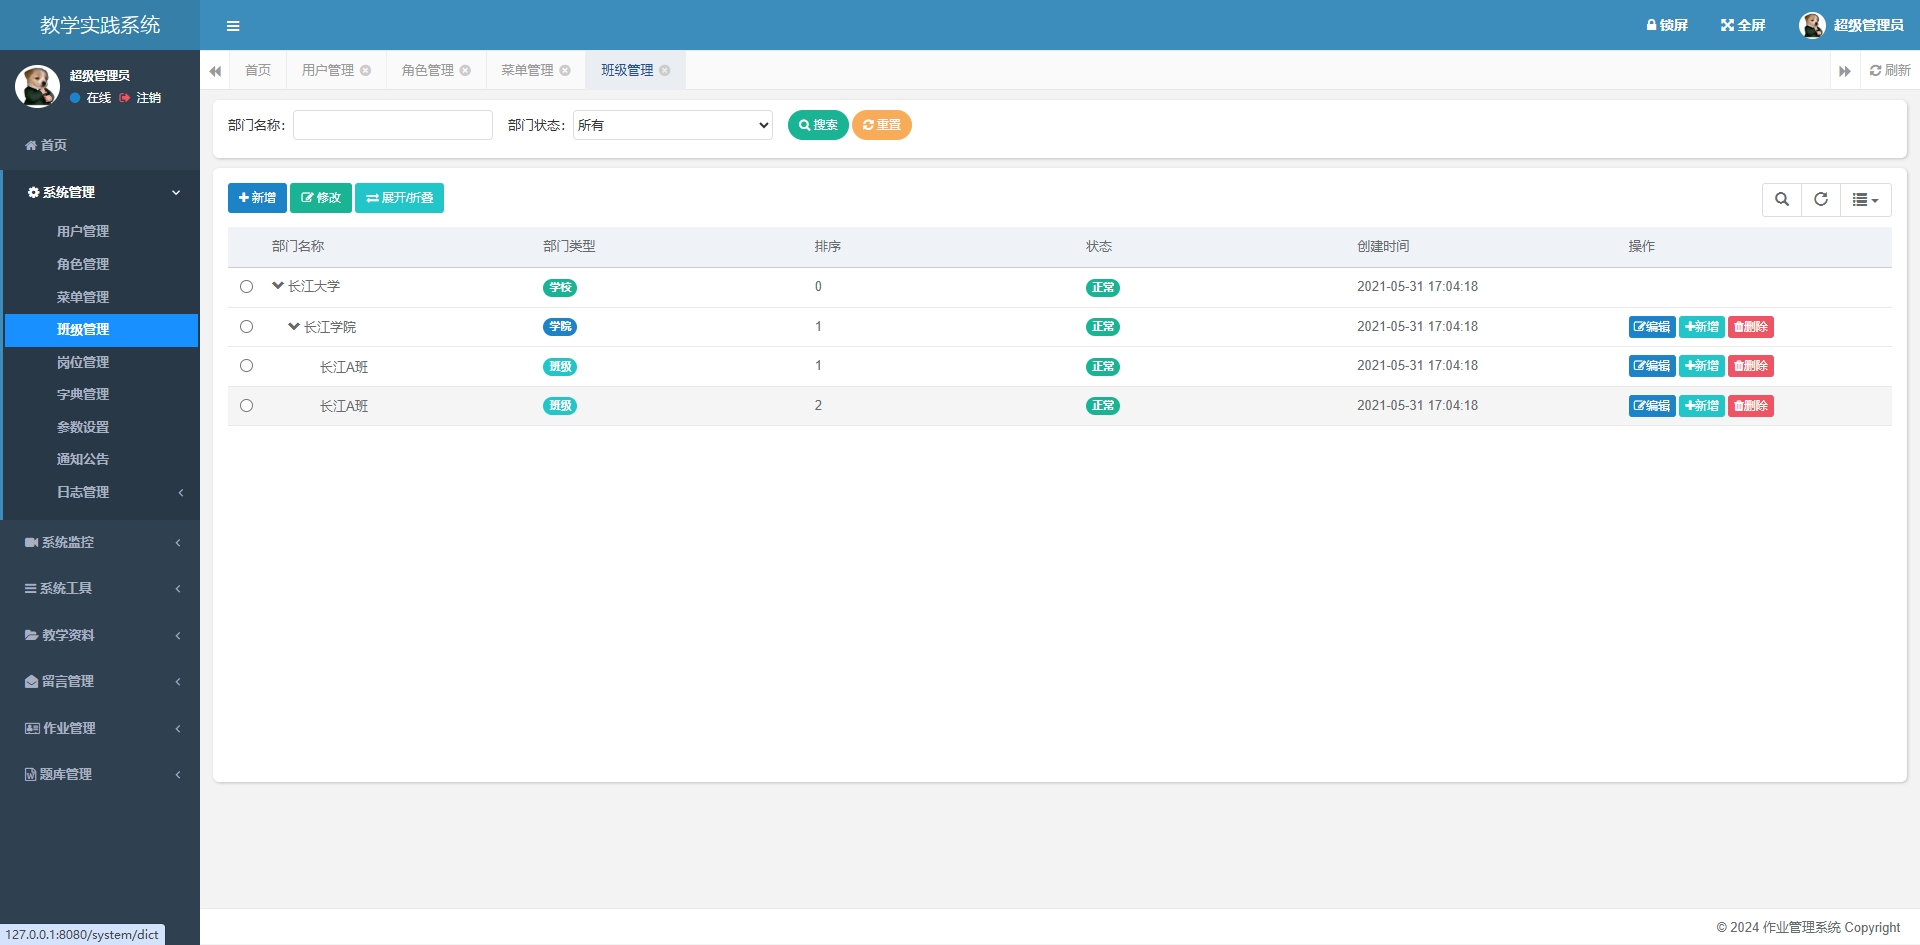 教学实践系统
锁屏 全屏 超级管理员
超级管理员
在线 注销
首页
系统管理
用户管理
角色管理
菜单管理
班级管理
岗位管理
字典管理
参数设置
通知公告
日志管理
系统监控
系统工具
教学资料
留言管理
作业管理
题库管理
首页 用户管理 角色管理 菜单管理 班级管理 刷新
部门名称: 部门状态: 所有 搜索 重置
新增 修改 展开/折叠
部门名称 部门类型 排序 状态 创建时间 操作
长江大学 学校 0 正常 2021-05-31 17:04:18
长江学院 学院 1 正常 2021-05-31 17:04:18 编辑 新增 删除
长江A班 班级 1 正常 2021-05-31 17:04:18 编辑 新增 删除
长江A班 班级 2 正常 2021-05-31 17:04:18 编辑 新增 删除
© 2024 作业管理系统 Copyright
127.0.0.1:8080/system/dict